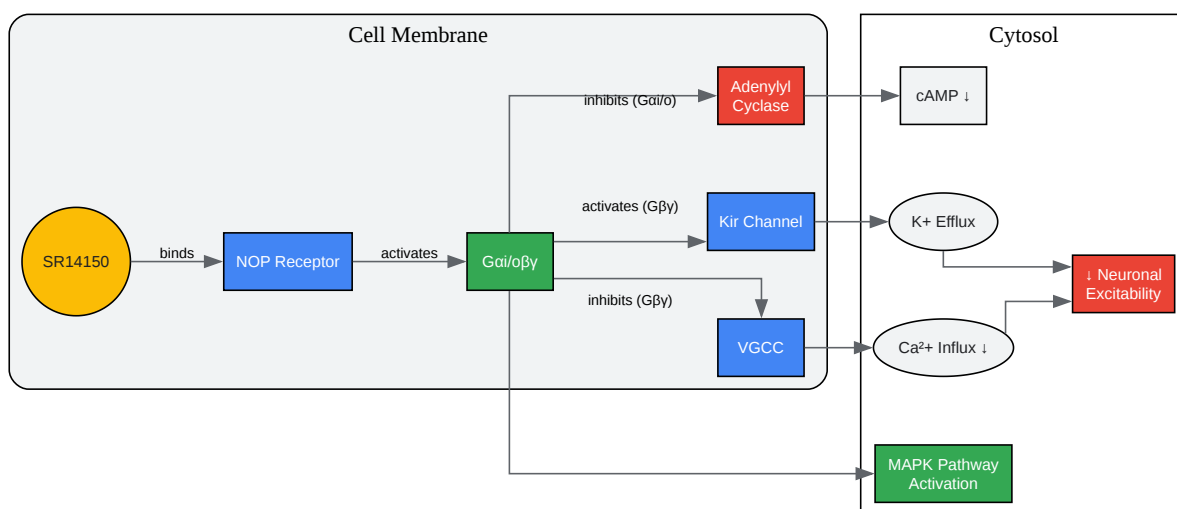 Cell Membrane
Cytosol
Adenylyl
Cyclase
inhibits (Gαi/o)
cAMP ↓
activates (Gβγ)
Kir Channel
K+ Efflux
SR14150
binds
NOP Receptor
activates
Gαi/oβγ
↓ Neuronal
Excitability
inhibits (Gβγ)
VGCC
Ca²+ Influx ↓
MAPK Pathway
Activation